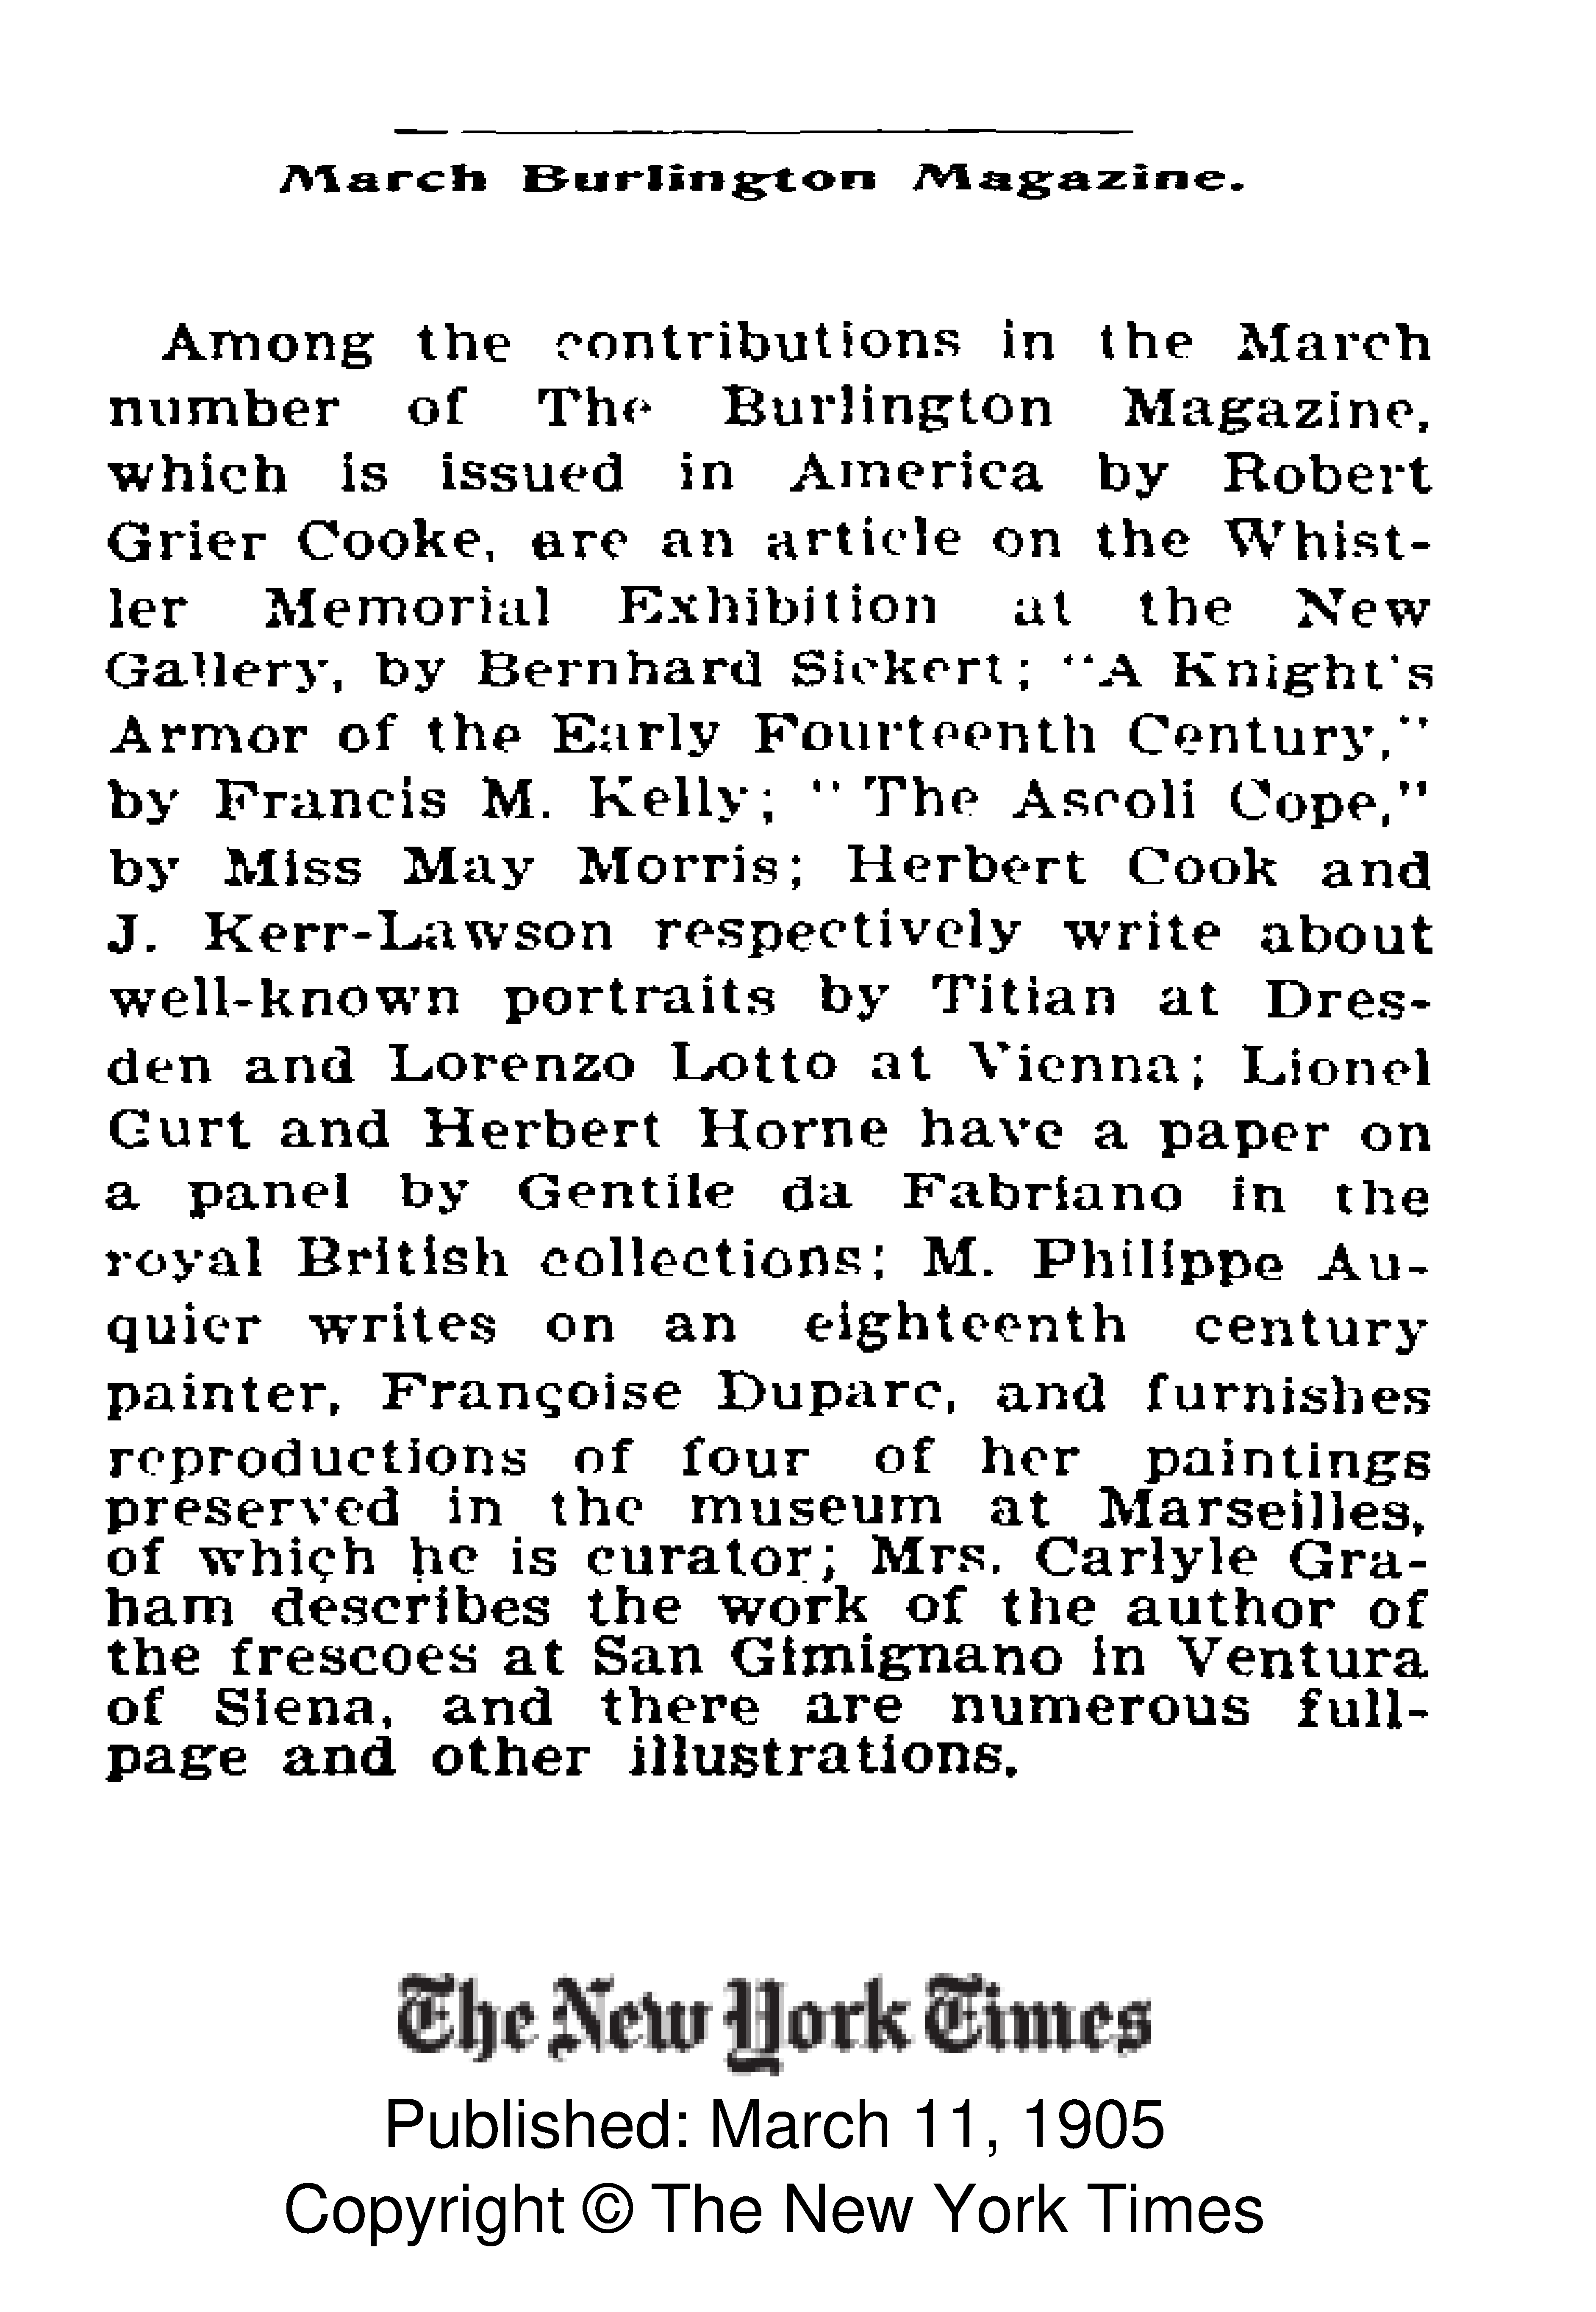 March Burlington Magazine.
Among the contributions in the March
number of The Burlington Magazine,
which is issued in America by Robert
Grier Cooke, are an article on the Whist-
ler Memorial Exhibition at the New
Gallery, by Bernhard Sickert; "A Knight's
Armor of the Early Fourteenth Century,"
by Francis M. Kelly; " The Ascoli Cope,"
by Miss May Morris; Herbert Cook and
J. Kerr-Lawson respectively write about
well-known portraits by Titian at Dres-
den and Lorenzo Lotto at Vienna; Lionel
Curt and Herbert Horne have a paper on
a panel by Gentile da Fabriano in the
royal British collections; M. Philippe Au-
quier writes on an eighteenth century
painter, Françoise Duparc, and furnishes
reproductions of four of her paintings
preserved in the museum at Marseilles,
of which he is curator; Mrs. Carlyle Gra-
ham describes the work of the author of
the frescoes at San Gimignano in Ventura
of Siena, and there are numerous full-
page and other illustrations.
The New York Times
Published: March 11, 1905
Copyright © The New York Times